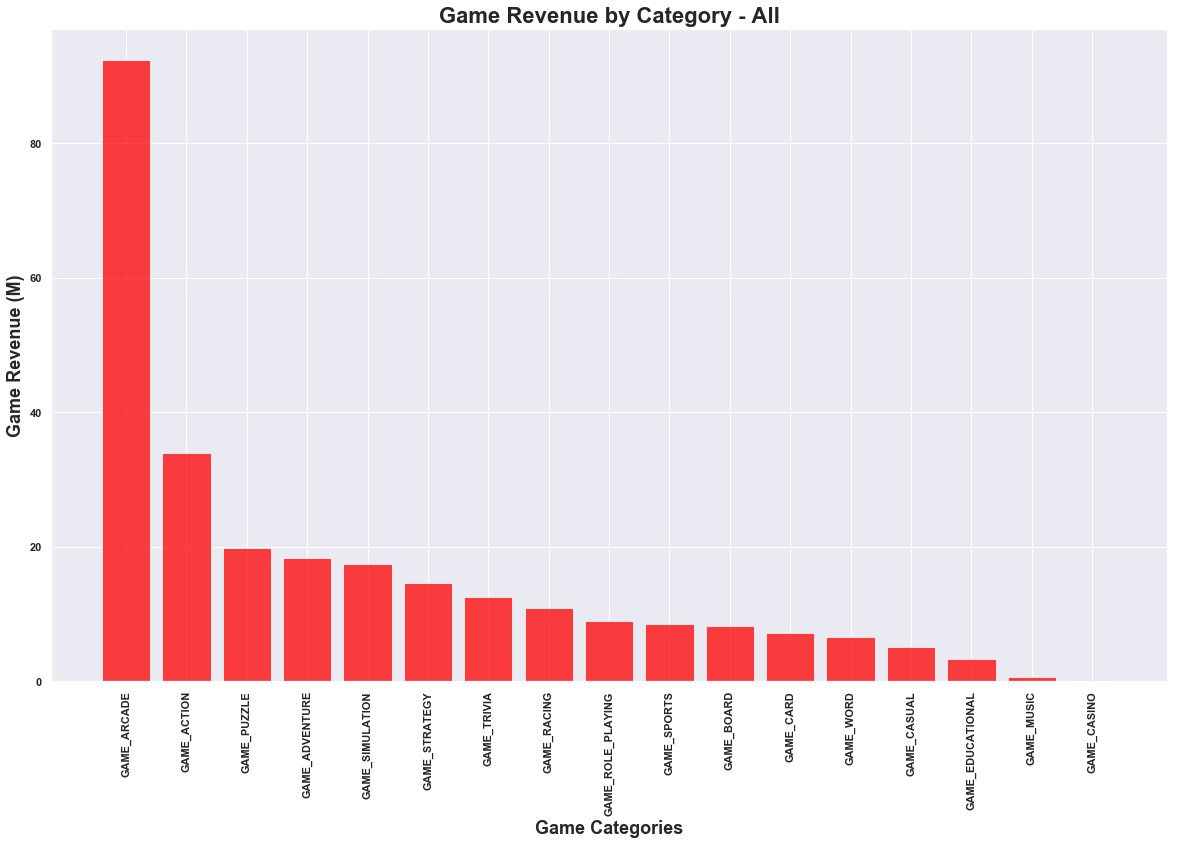 Game Revenue by Category - All
Game Revenue (M)
80
60
40
20
0
GAME_ARCADE
GAME_ACTION
GAME_PUZZLE
GAME_ADVENTURE
GAME_SIMULATION
GAME_STRATEGY
GAME_TRIVIA
GAME_RACING
GAME_ROLE_PLAYING
GAME_SPORTS
GAME_BOARD
GAME_CARD
GAME_WORD
GAME_CASUAL
GAME_EDUCATIONAL
GAME_MUSIC
GAME_CASINO
Game Categories